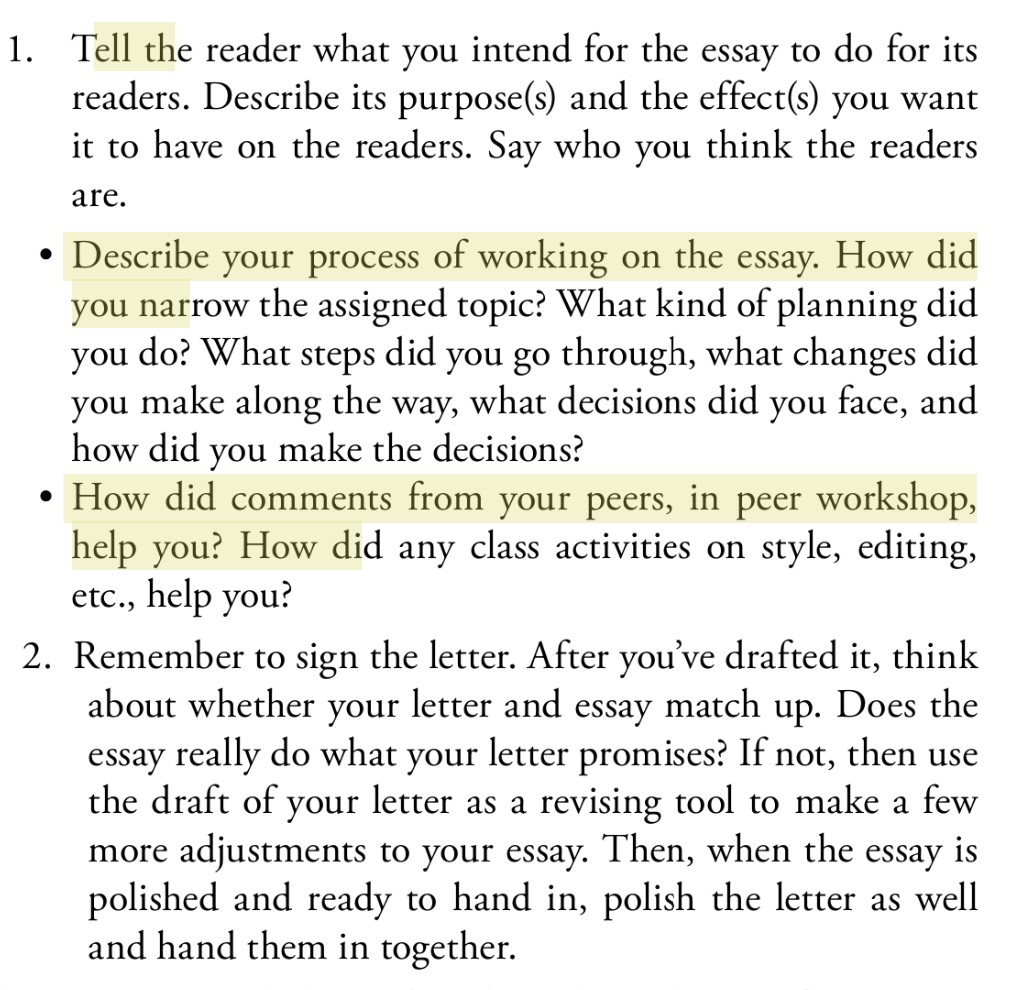 1. Tell the reader what you intend for the essay to do for its
readers. Describe its purpose(s) and the effect(s) you want
it to have on the readers. Say who you think the readers
are.
• Describe your process of working on the essay. How did
you narrow the assigned topic? What kind of planning did
you do? What steps did you go through, what changes did
you make along the way, what decisions did you face, and
how did you make the decisions?
• How did comments from your peers, in peer workshop,
help you? How did any class activities on style, editing,
etc., help you?
2. Remember to sign the letter. After you’ve drafted it, think
about whether your letter and essay match up. Does the
essay really do what your letter promises? If not, then use
the draft of your letter as a revising tool to make a few
more adjustments to your essay. Then, when the essay is
polished and ready to hand in, polish the letter as well
and hand them in together.